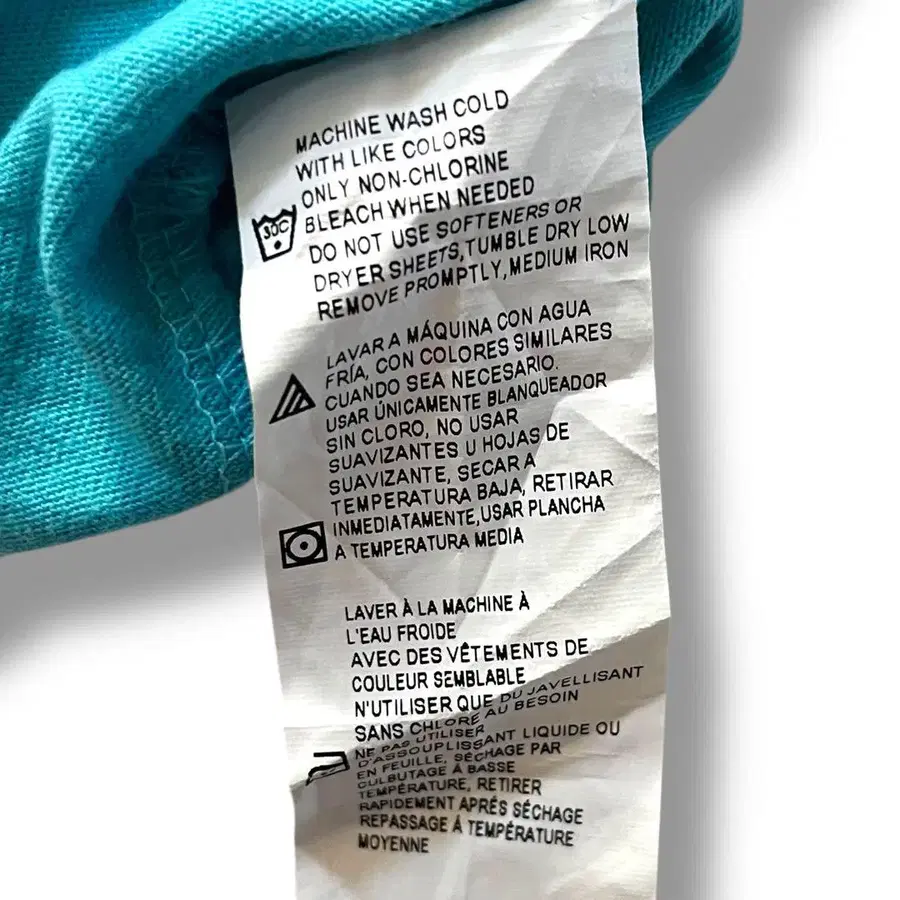 MACHINE WASH COLD
WITH LIKE COLORS
ONLY NON-CHLORINE
BLEACH WHEN NEEDED
DO NOT USE SOFTENERS OR
DRYER SHEETS, TUMBLE DRY LOW
REMOVE PROMPTLY, MEDIUM IRON
30C
LAVAR A MÁQUINA CON AGUA
FRÍA, CON COLORES SIMILARES
CUANDO SEA NECESARIO.
USAR ÚNICAMENTE BLANQUEADOR
SIN CLORO, NO USAR
SUAVIZANTES U HOJAS DE
SUAVIZANTE, SECAR A
TEMPERATURA BAJA, RETIRAR
INMEDIATAMENTE, USAR PLANCHA
A TEMPERATURA MEDIA
LAVER À LA MACHINE À
L'EAU FROIDE
AVEC DES VÊTEMENTS DE
COULEUR SEMBLABLE
N'UTILISER QUE DU JAVELLISANT
SANS CHLORE AU BESOIN
NE PAS UTILISER
D'ASSOUPLISSANT LIQUIDE OU
EN FEUILLE, SÉCHAGE PAR
CULBUTAGE À BASSE
TEMPÉRATURE, RETIRER
RAPIDEMENT APRÉS SÉCHAGE
REPASSAGE À TEMPÉRATURE
MOYENNE